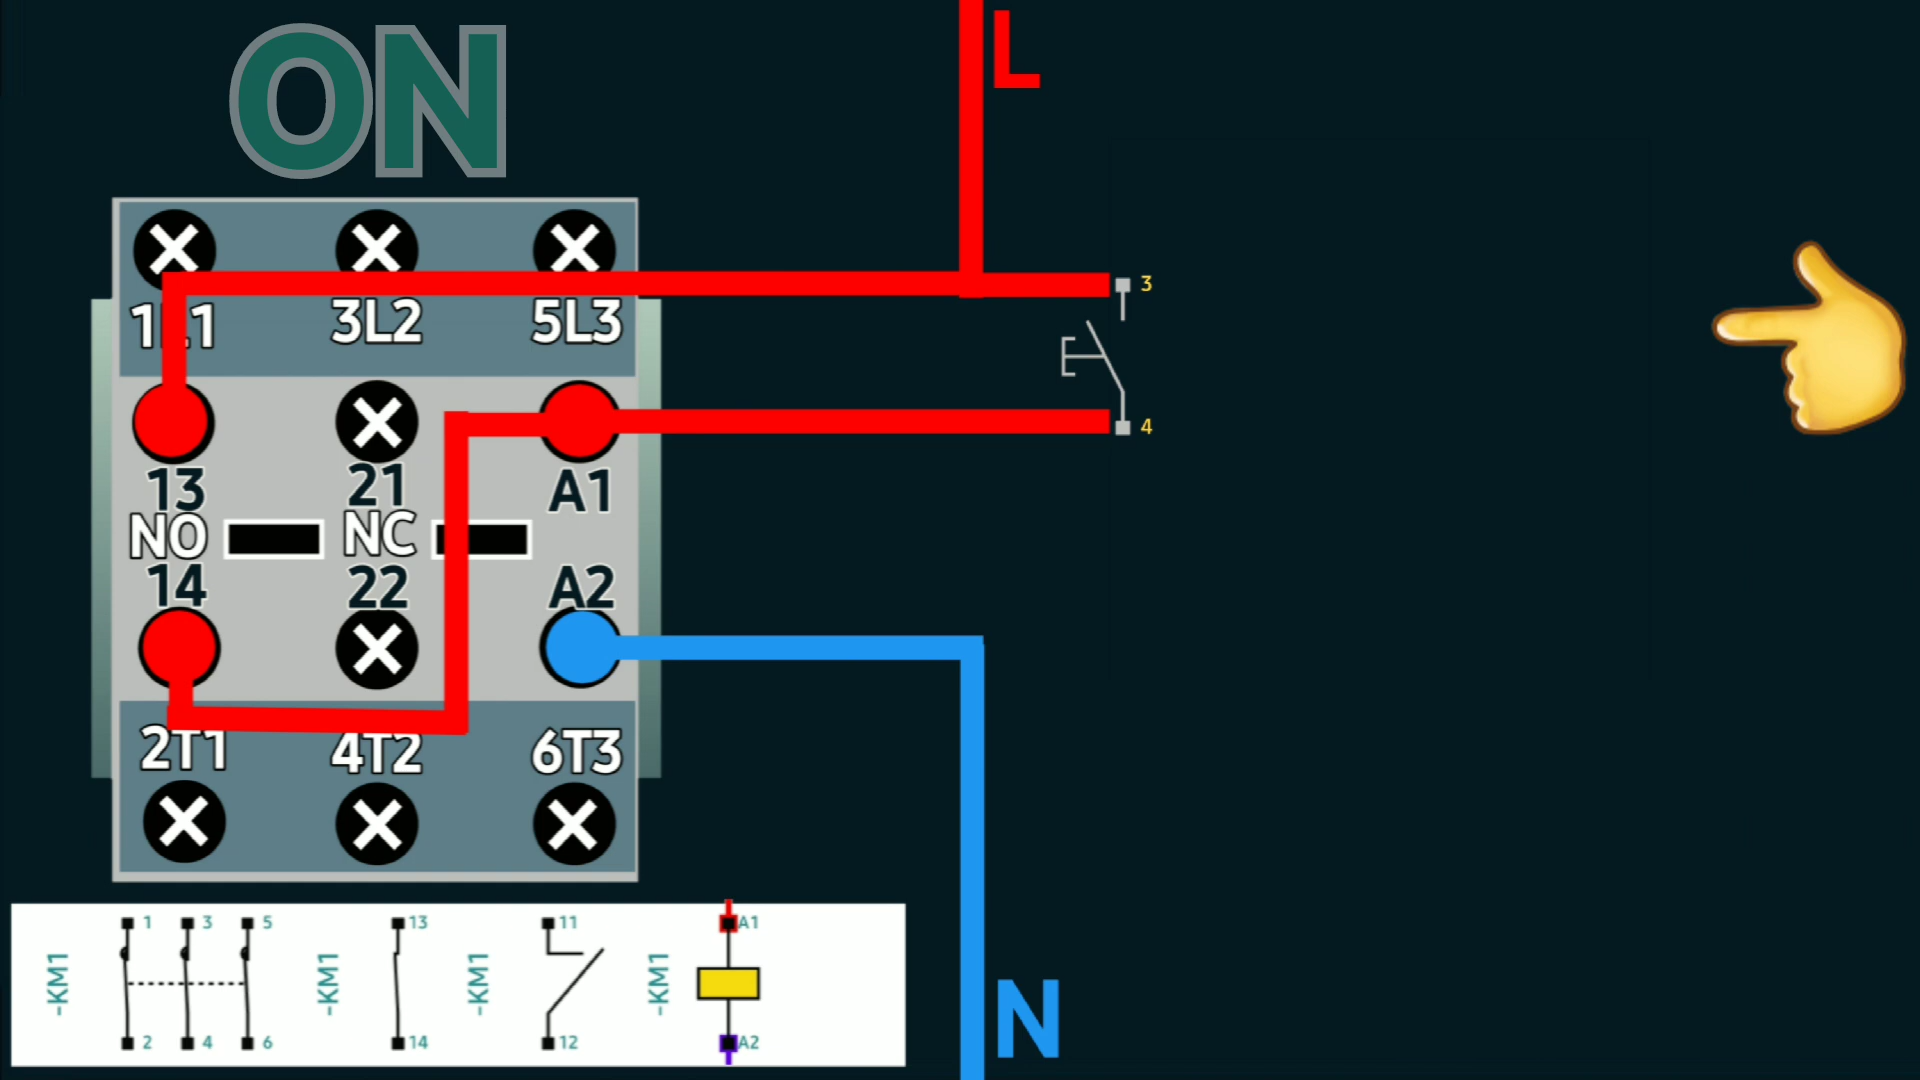 ON
L
1L1 3L2 5L3
3
4
13 21 A1
NO NC
14 22 A2
2T1 4T2 6T3
N
1 3 5 13 11 A1
-KM1 -KM1 -KM1 -KM1
2 4 6 14 12 A2